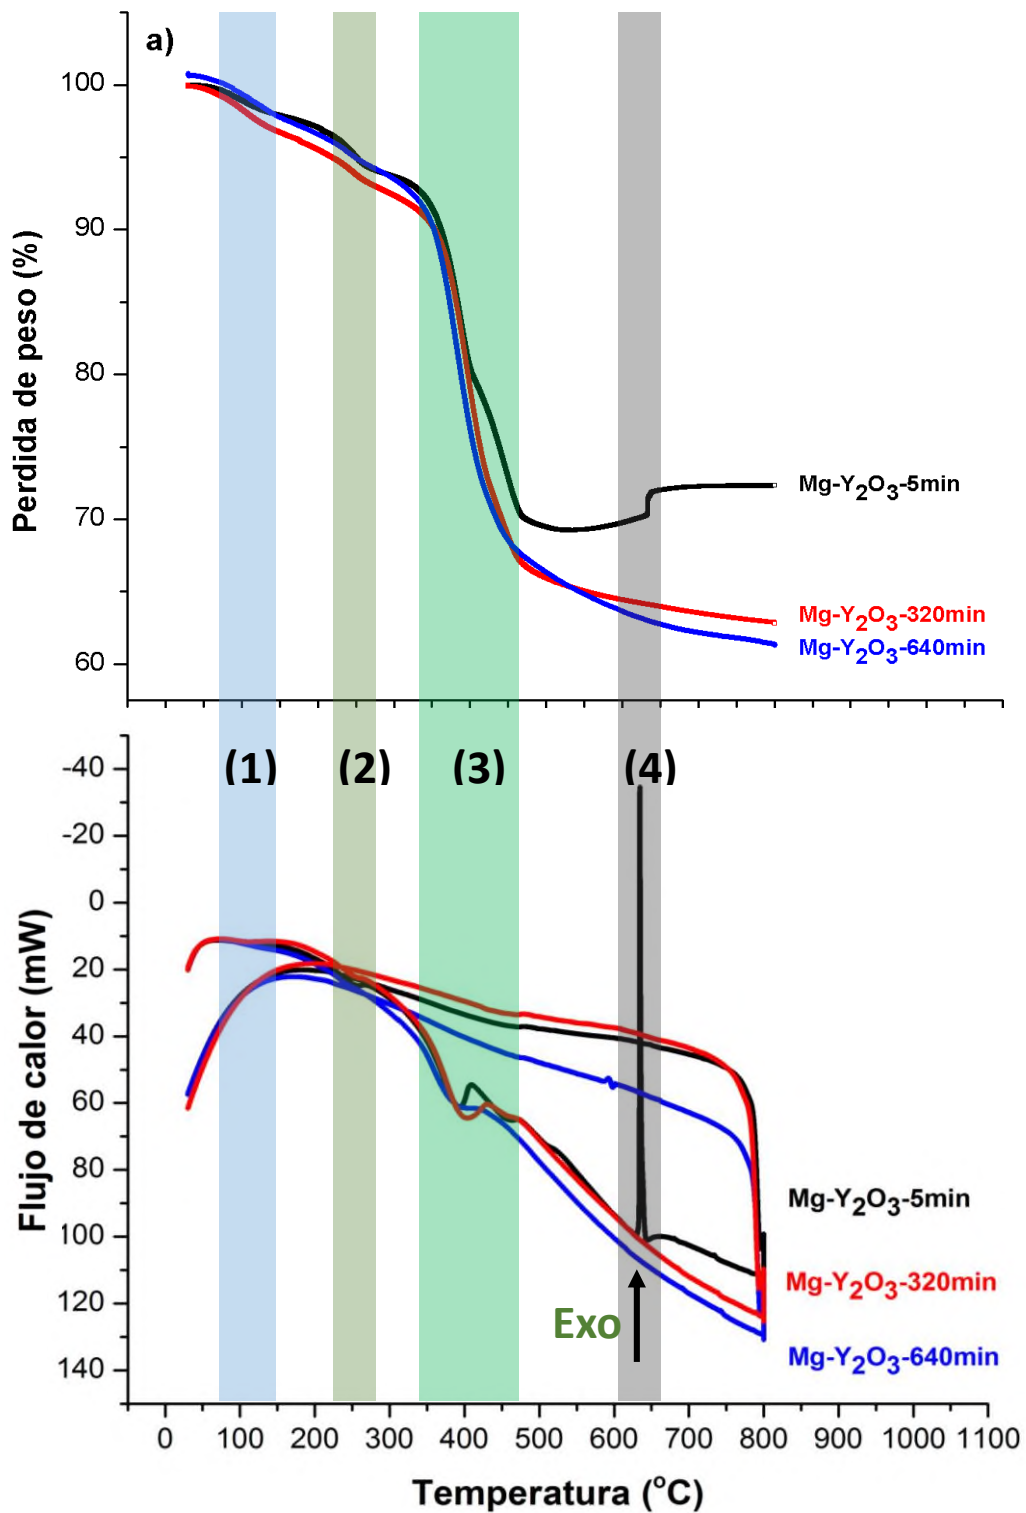 a)
100
90
80
70
60
Perdida de peso (%)
Mg-Y2O3-5min
Mg-Y2O3-320min
Mg-Y2O3-640min
(1) (2) (3) (4)
-40
-20
0
20
40
60
80
100
120
140
Flujo de calor (mW)
Mg-Y2O3-5min
Mg-Y2O3-320min
Exo
Mg-Y2O3-640min
0 100 200 300 400 500 600 700 800 900 1000 1100
Temperatura (°C)